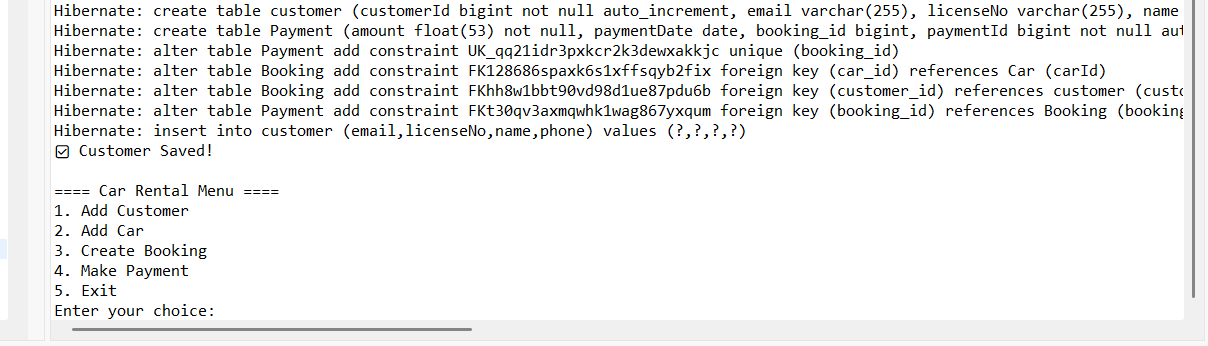 Hibernate: create table customer (customerId bigint not null auto_increment, email varchar(255), licenseNo varchar(255), name
Hibernate: create table Payment (amount float(53) not null, paymentDate date, booking_id bigint, paymentId bigint not null aut
Hibernate: alter table Payment add constraint UK_qq21idr3pxkcr2k3dewxakkjc unique (booking_id)
Hibernate: alter table Booking add constraint FK128686spaxk6s1xffsqyb2fix foreign key (car_id) references Car (carId)
Hibernate: alter table Booking add constraint FKhh8w1bbt90vd98d1ue87pdu6b foreign key (customer_id) references customer (custo
Hibernate: alter table Payment add constraint FKt30qv3axmqwhk1wag867yxqum foreign key (booking_id) references Booking (booking
Hibernate: insert into customer (email,licenseNo,name,phone) values (?,?,?,?)
☑ Customer Saved!
==== Car Rental Menu ====
1. Add Customer
2. Add Car
3. Create Booking
4. Make Payment
5. Exit
Enter your choice: